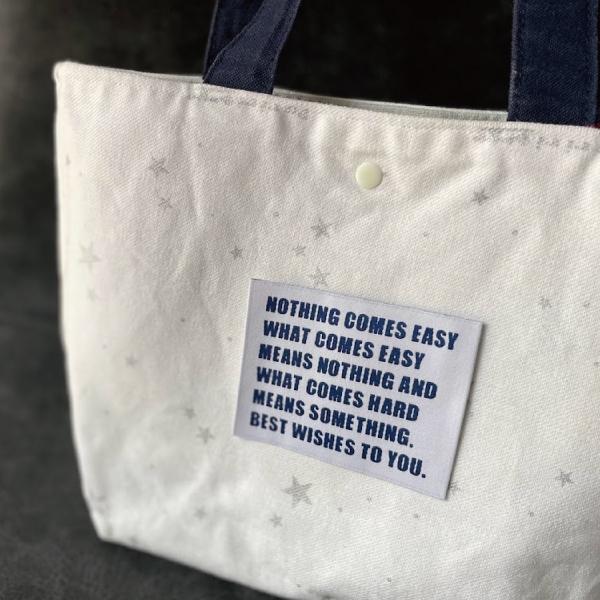 NOTHING COMES EASY
WHAT COMES EASY
MEANS NOTHING AND
WHAT COMES HARD
MEANS SOMETHING.
BEST WISHES TO YOU.